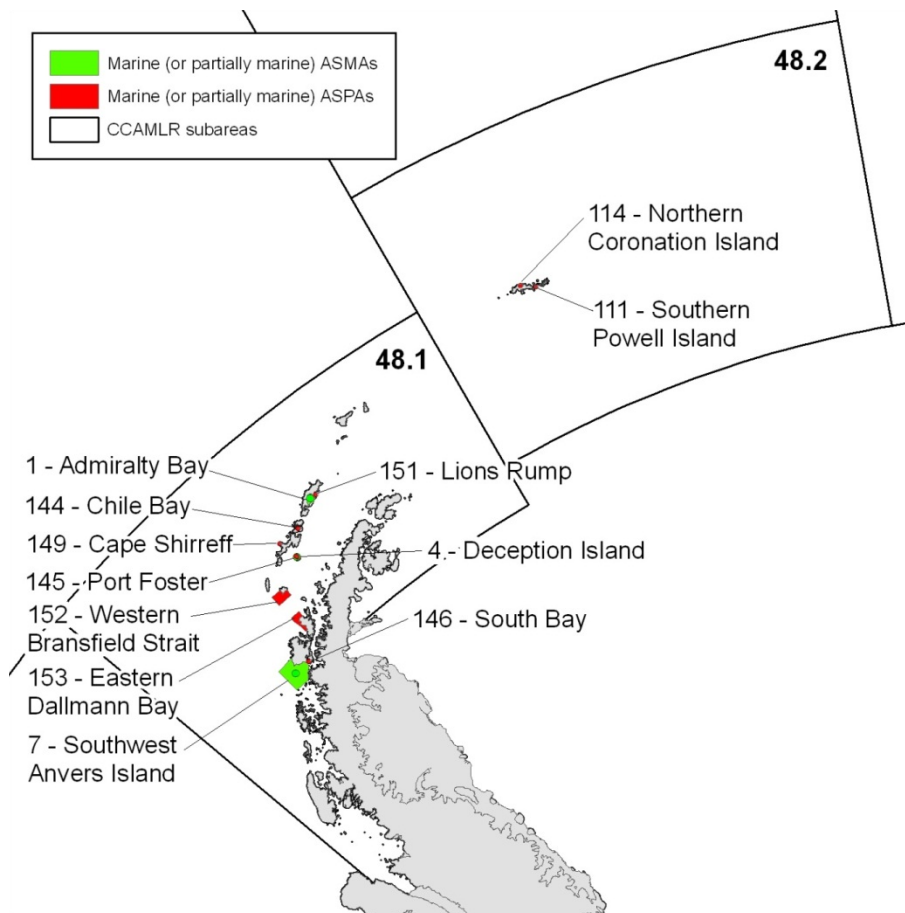 Marine (or partially marine) ASMAs
Marine (or partially marine) ASPAs
CCAMLR subareas
48.2
114 - Northern
Coronation Island
111 - Southern
Powell Island
48.1
1 - Admiralty Bay
151 - Lions Rump
144 - Chile Bay
149 - Cape Shirreff
4.- Deception Island
145 - Port Foster
152 - Western
Bransfield Strait
146 - South Bay
153 - Eastern
Dallmann Bay
7 - Southwest
Anvers Island